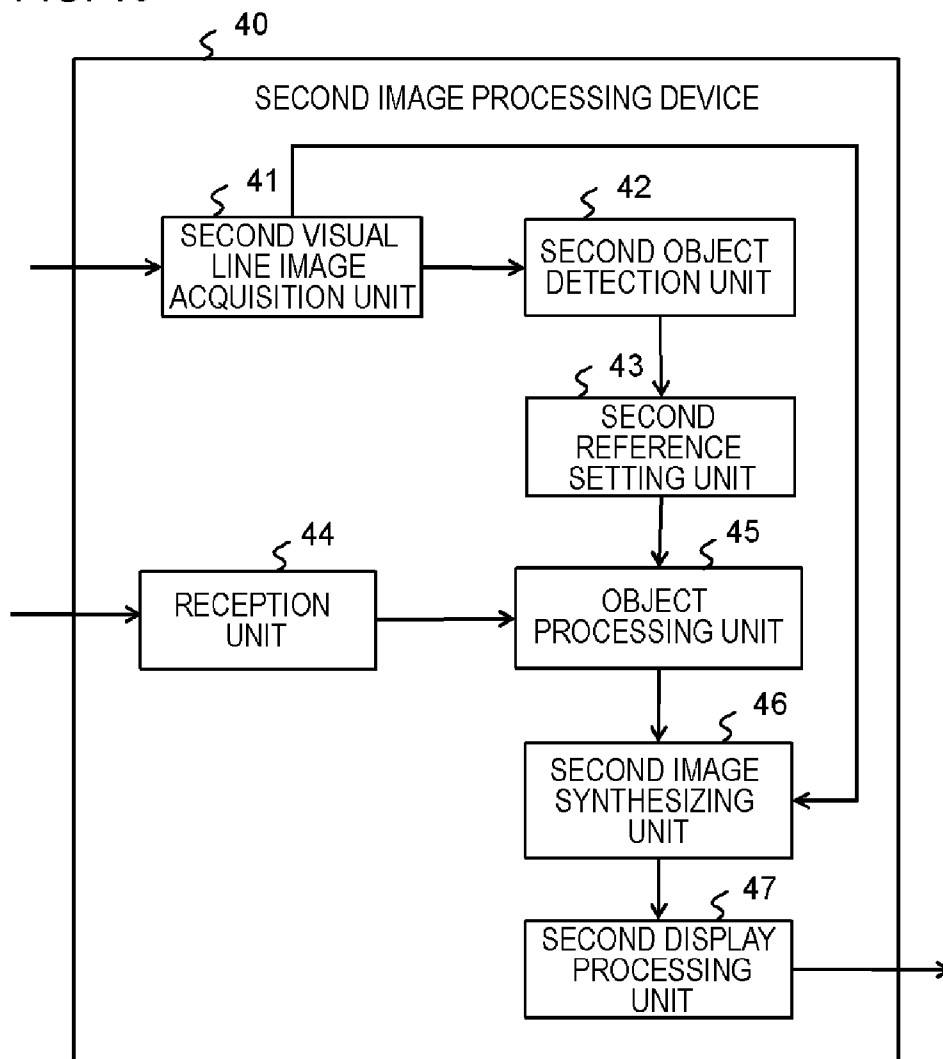 40
SECOND IMAGE PROCESSING DEVICE
41
SECOND VISUAL
LINE IMAGE
ACQUISITION UNIT
42
SECOND OBJECT
DETECTION UNIT
43
SECOND
REFERENCE
SETTING UNIT
44
RECEPTION
UNIT
45
OBJECT
PROCESSING UNIT
46
SECOND IMAGE
SYNTHESIZING
UNIT
47
SECOND DISPLAY
PROCESSING
UNIT